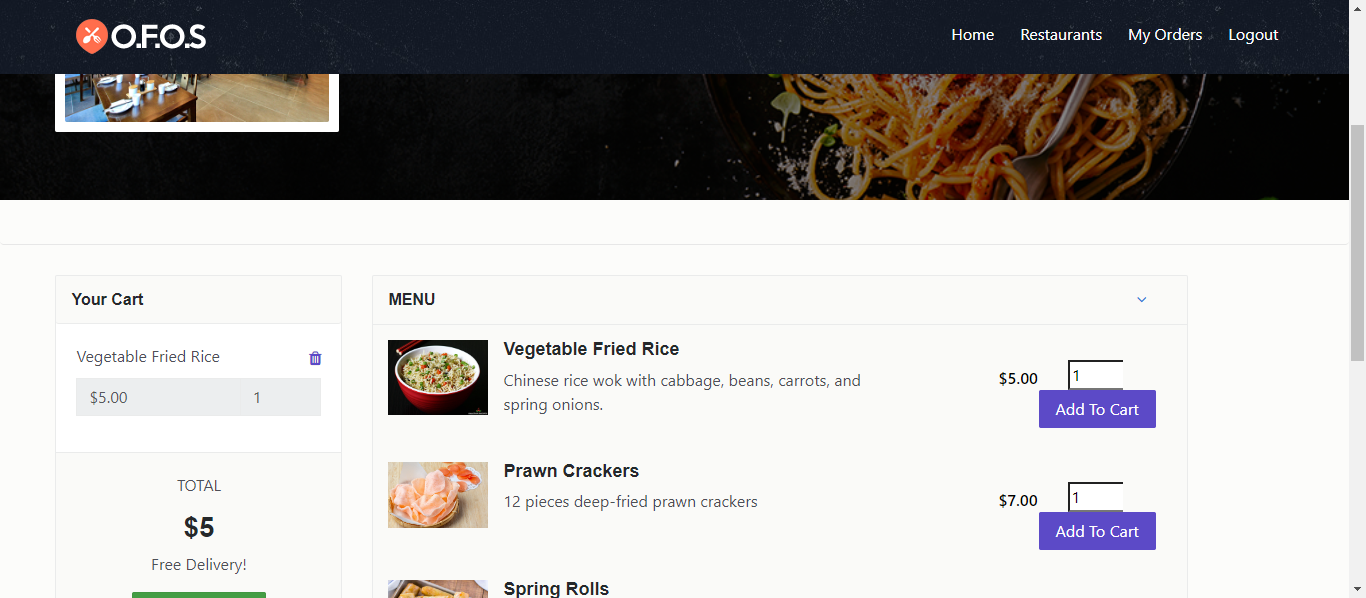 O.F.O.S
Home Restaurants My Orders Logout
Your Cart
Vegetable Fried Rice
$5.00 1
TOTAL
$5
Free Delivery!
MENU
Vegetable Fried Rice
Chinese rice wok with cabbage, beans, carrots, and
spring onions.
$5.00 1
Add To Cart
Prawn Crackers
12 pieces deep-fried prawn crackers
$7.00 1
Add To Cart
Spring Rolls